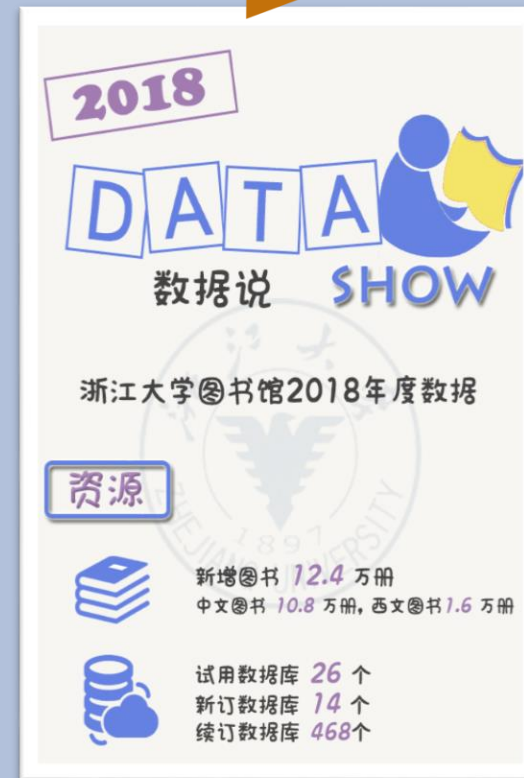 2018
DATA
数据说 SHOW
浙江大学图书馆2018年度数据
资源
新增图书 12.4 万册
中文图书 10.8 万册, 西文图书1.6 万册
试用数据库 26 个
新订数据库 14 个
续订数据库 468个
1897
ZHEJIANG UNIVERSITY